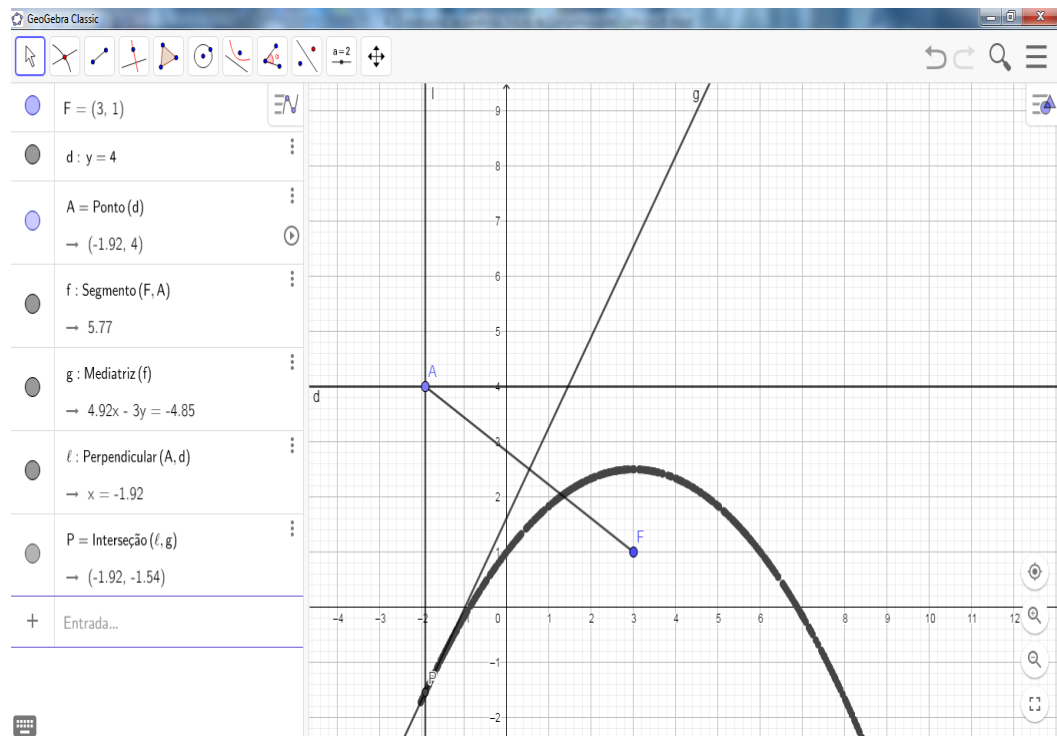 GeoGebra Classic
a=2
F = (3, 1)
d : y = 4
A = Ponto (d)
→ (-1.92, 4)
f : Segmento (F, A)
→ 5.77
g : Mediatriz (f)
→ 4.92x - 3y = -4.85
ℓ : Perpendicular (A, d)
→ x = -1.92
P = Interseção (ℓ, g)
→ (-1.92, -1.54)
+ Entrada...
l
g
9
8
7
6
5
A
4
d
3
2
F
1
-4 -3 -2 -1 0 1 2 3 4 5 6 7 8 9 10 11 12
P
-1
-2